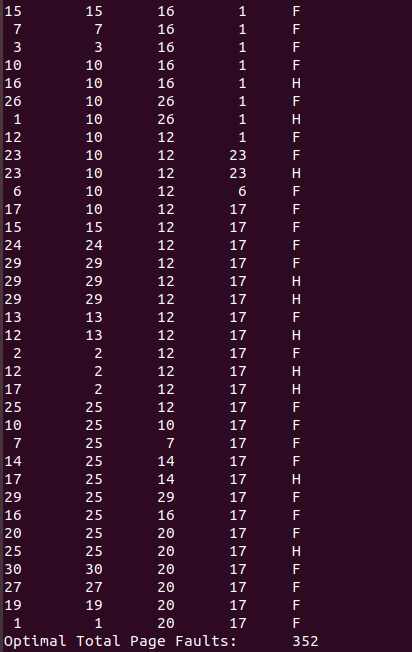 15 15 16 1 F
7 7 16 1 F
3 3 16 1 F
10 10 16 1 F
16 10 16 1 H
26 10 26 1 F
1 10 26 1 H
12 10 12 1 F
23 10 12 23 F
23 10 12 23 H
6 10 12 6 F
17 10 12 17 F
15 15 12 17 F
24 24 12 17 F
29 29 12 17 F
29 29 12 17 H
29 29 12 17 H
13 13 12 17 F
12 13 12 17 H
2 2 12 17 F
12 2 12 17 H
17 2 12 17 H
25 25 12 17 F
10 25 10 17 F
7 25 7 17 F
14 25 14 17 F
17 25 14 17 H
29 25 29 17 F
16 25 16 17 F
20 25 20 17 F
25 25 20 17 H
30 30 20 17 F
27 27 20 17 F
19 19 20 17 F
1 1 20 17 F
Optimal Total Page Faults: 352